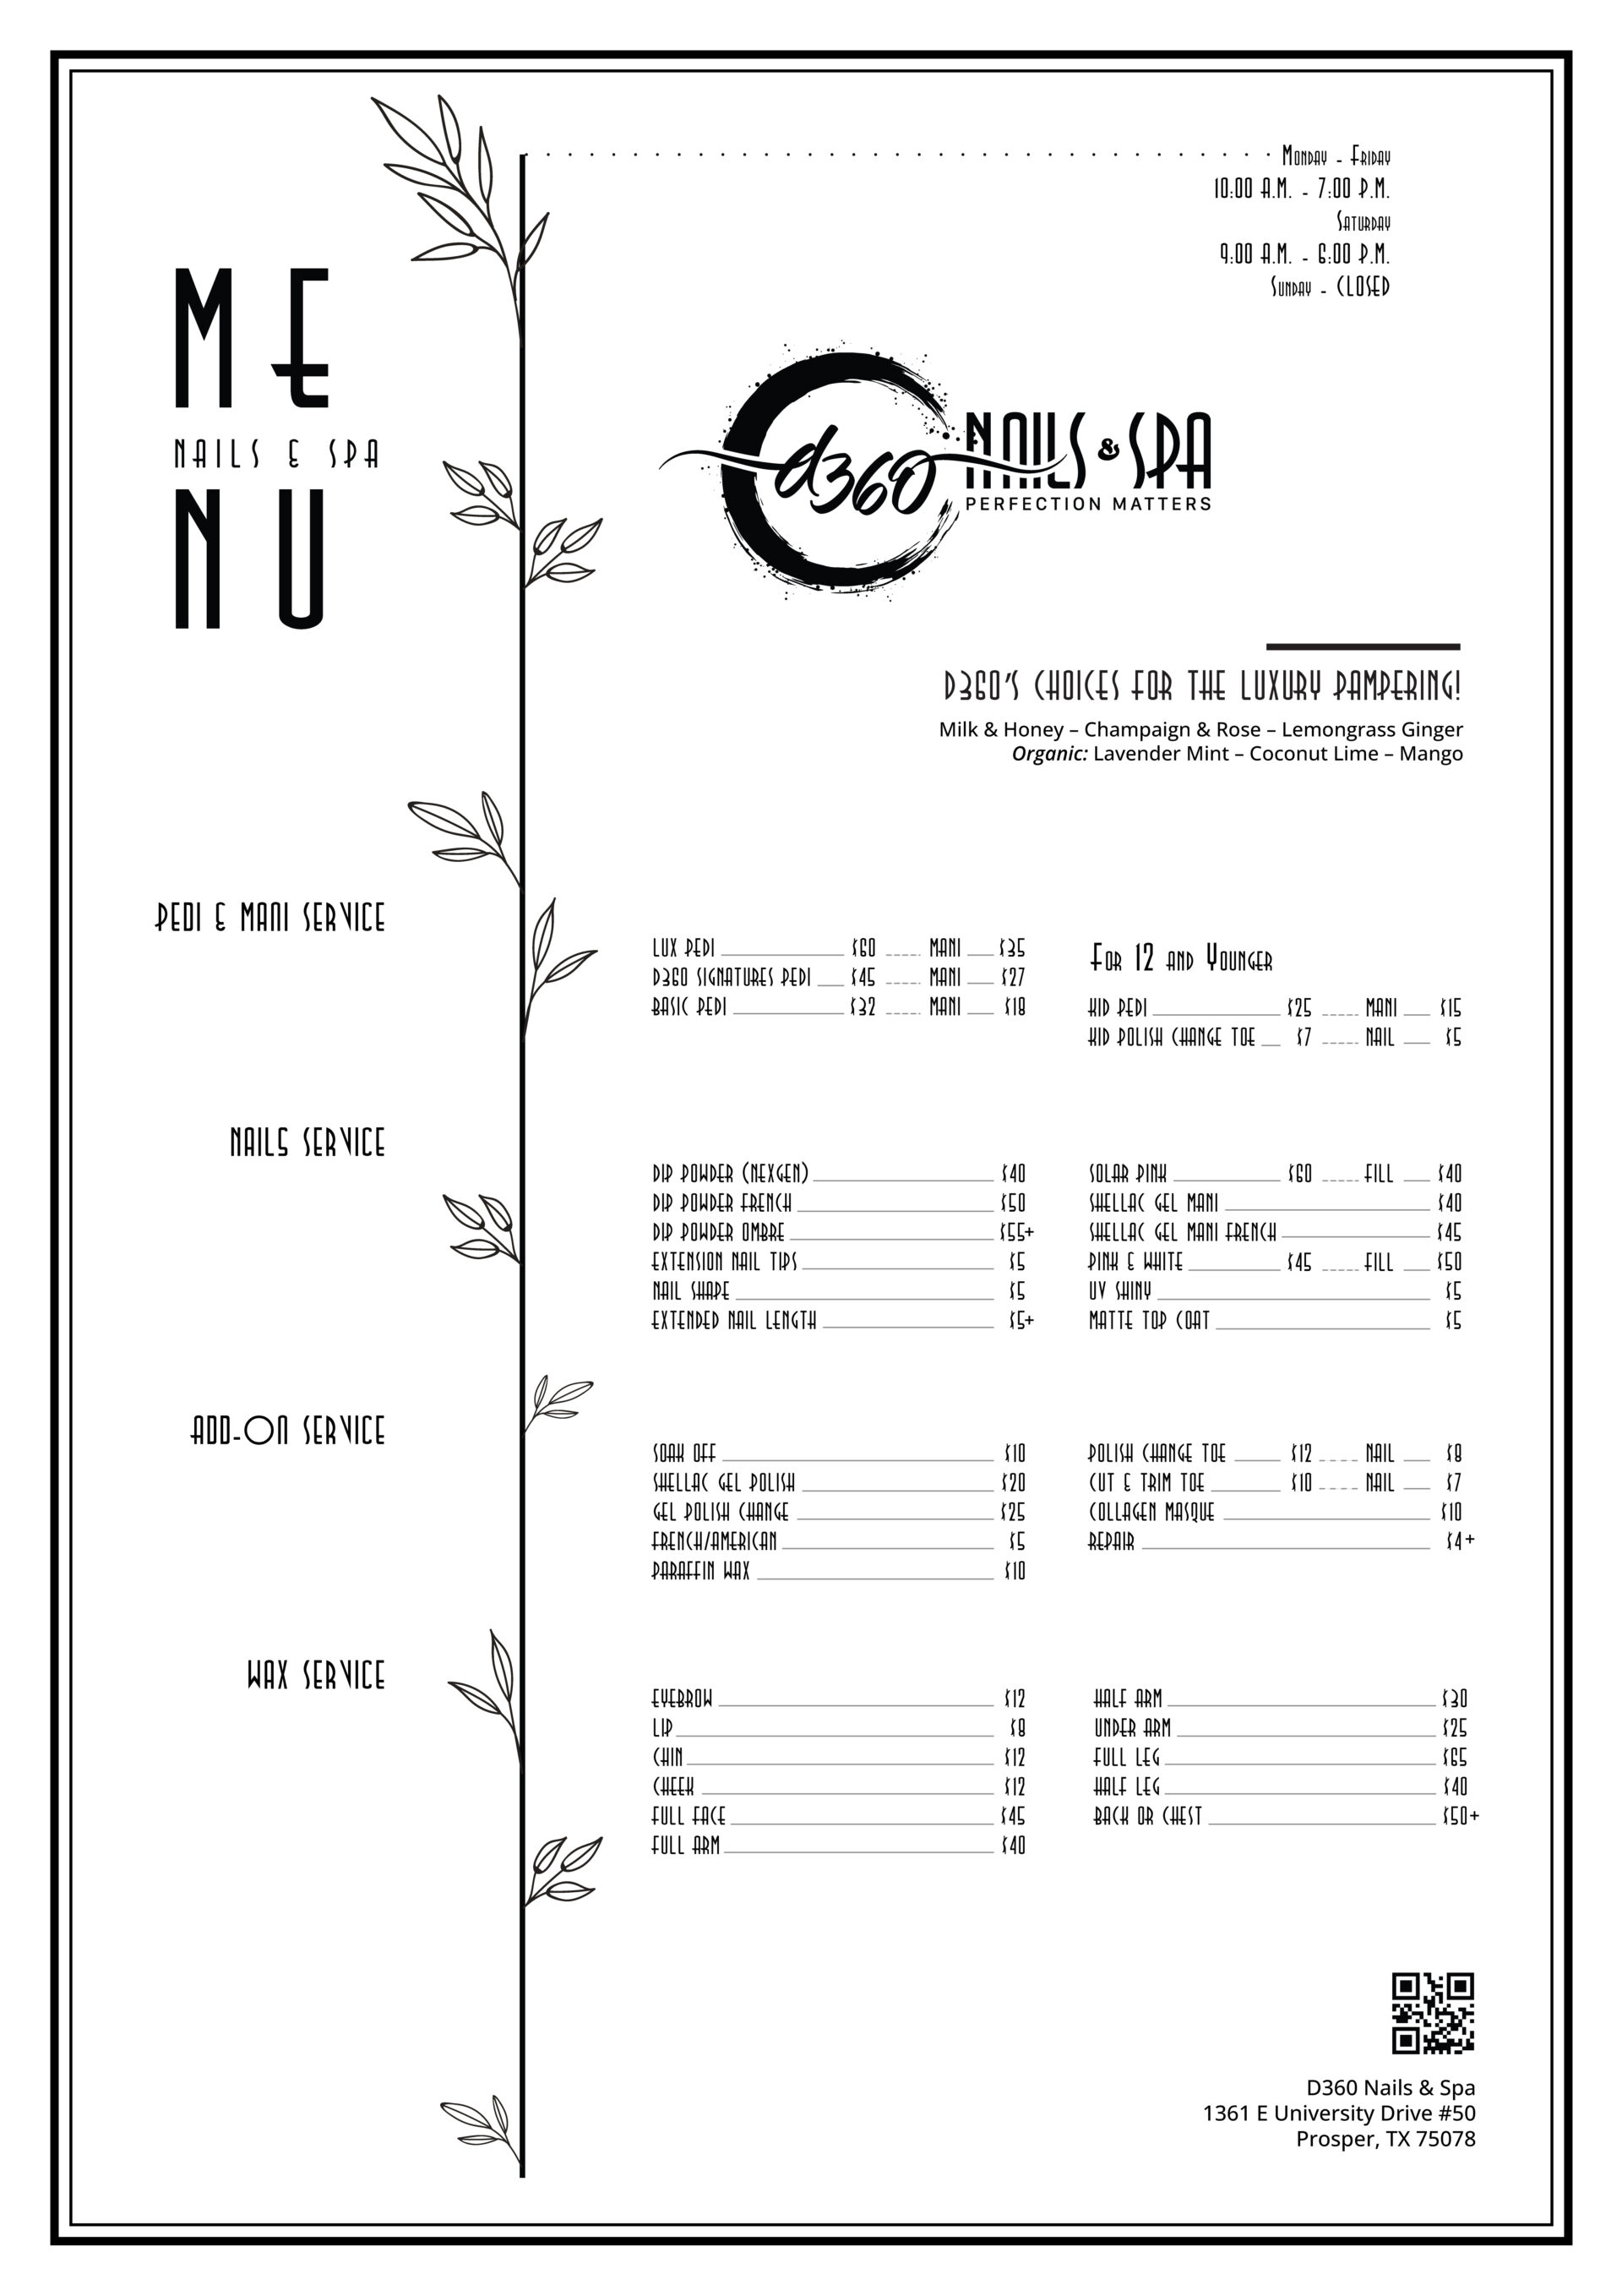 Monday - Friday
10:00 A.M. - 7:00 P.M.
Saturday
9:00 A.M. - 6:00 P.M.
Sunday - CLOSED
ME
NAILS & SPA
NU
d360 NAILS & SPA
PERFECTION MATTERS
D360'S CHOICES FOR THE LUXURY PAMPERING!
Milk & Honey – Champaign & Rose – Lemongrass Ginger
Organic: Lavender Mint – Coconut Lime – Mango
PEDI & MANI SERVICE
LUX PEDI $60 MANI $35
D360 SIGNATURES PEDI $45 MANI $27
BASIC PEDI $32 MANI $18
For 12 and Younger
KID PEDI $25 MANI $15
KID POLISH CHANGE TOE $7 NAIL $5
NAILS SERVICE
DIP POWDER (NEXGEN) $40
DIP POWDER FRENCH $50
DIP POWDER OMBRE $55+
EXTENSION NAIL TIPS $5
NAIL SHAPE $5
EXTENDED NAIL LENGTH $5+
SOLAR PINK $60 FILL $40
SHELLAC GEL MANI $40
SHELLAC GEL MANI FRENCH $45
PINK & WHITE $45 FILL $50
UV SHINY $5
MATTE TOP COAT $5
ADD-ON SERVICE
SOAK OFF $10
SHELLAC GEL POLISH $20
GEL POLISH CHANGE $25
FRENCH/AMERICAN $5
PARAFFIN WAX $10
POLISH CHANGE TOE $12 NAIL $8
CUT & TRIM TOE $10 NAIL $7
COLLAGEN MASQUE $10
REPAIR $4+
WAX SERVICE
EYEBROW $12
LIP $8
CHIN $12
CHEEK $12
FULL FACE $45
FULL ARM $40
HALF ARM $30
UNDER ARM $25
FULL LEG $65
HALF LEG $40
BACK OR CHEST $50+
D360 Nails & Spa
1361 E University Drive #50
Prosper, TX 75078